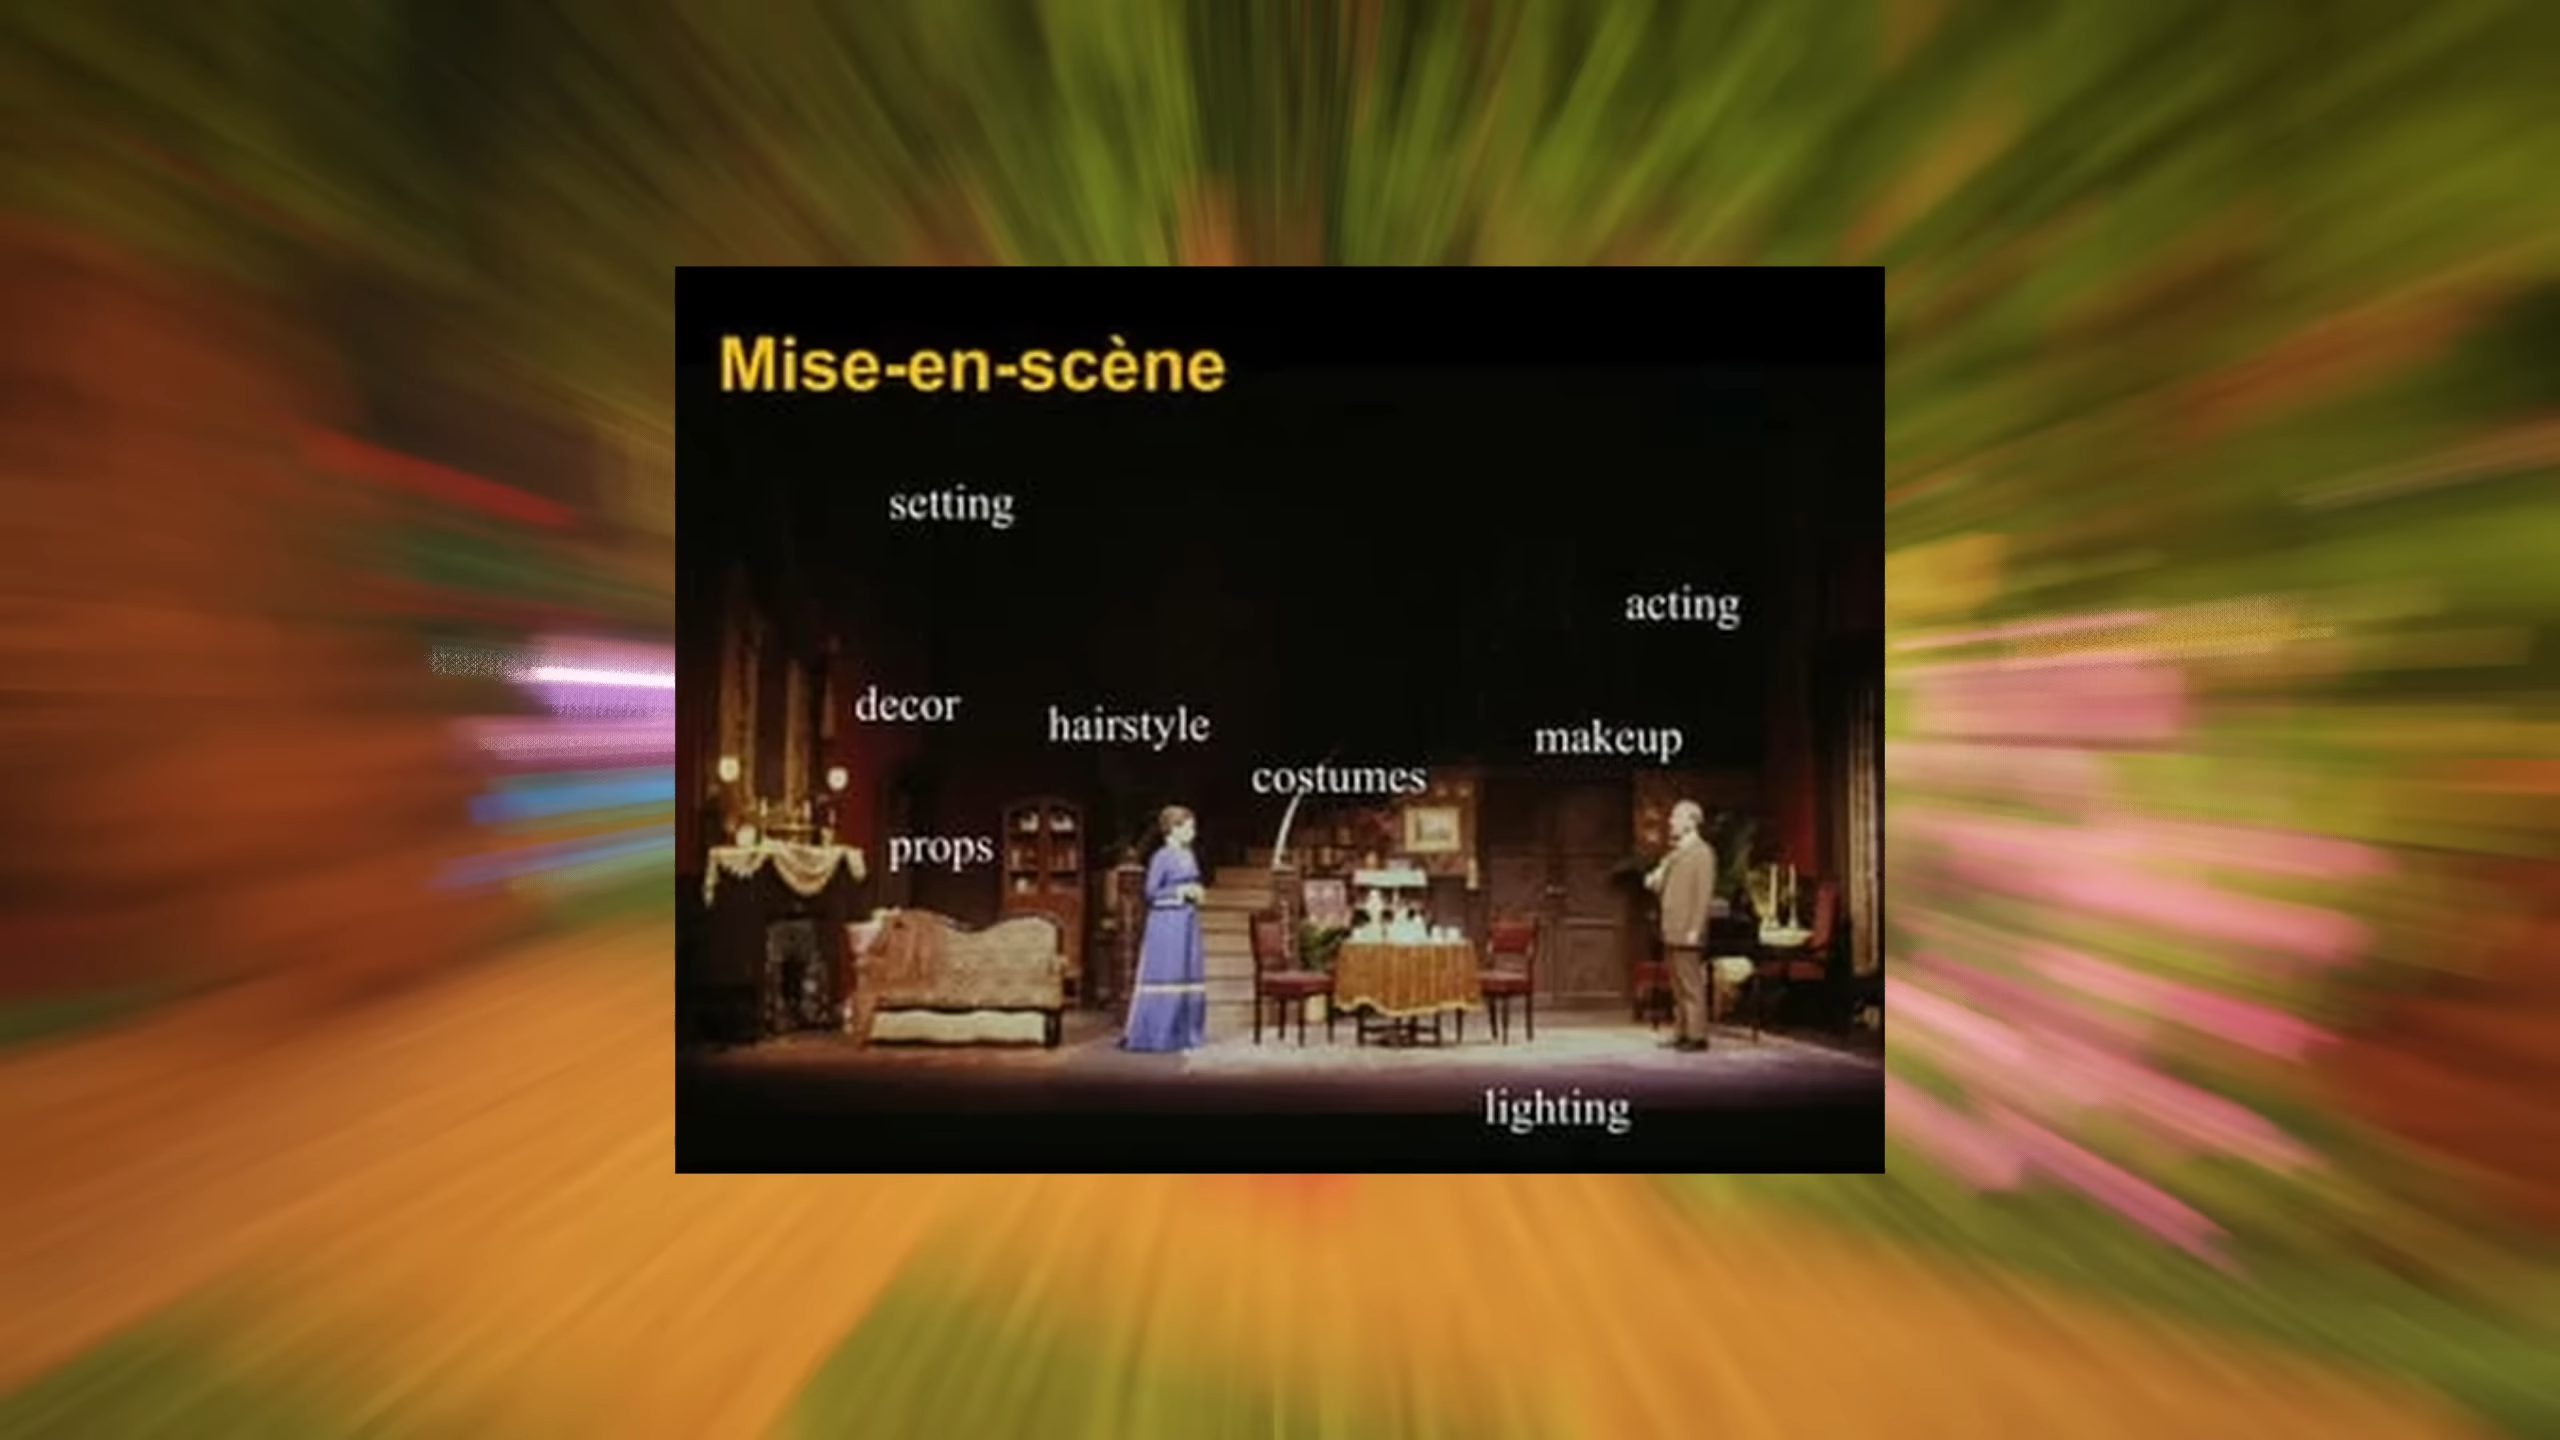 Mise-en-scène
setting
acting
decor
hairstyle
makeup
costumes
props
lighting